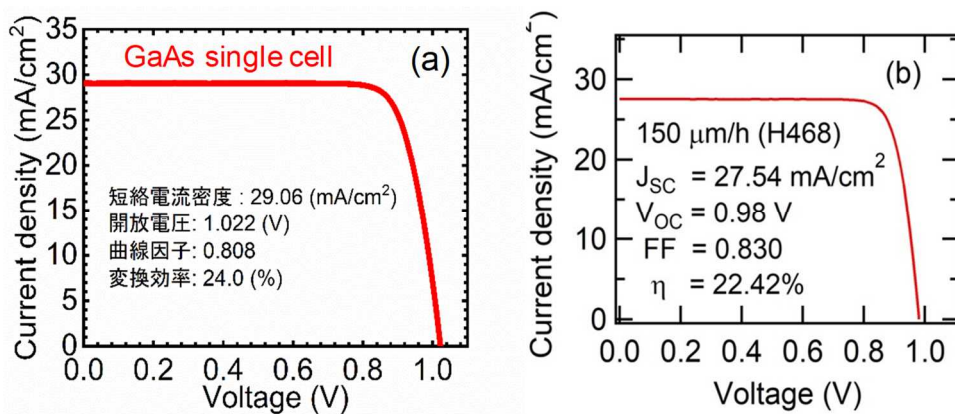 GaAs single cell
(a)
短絡電流密度 : 29.06 (mA/cm²)
開放電圧: 1.022 (V)
曲線因子: 0.808
変換効率: 24.0 (%)
Current density (mA/cm²)
35
30
25
20
15
10
5
0
0.0 0.2 0.4 0.6 0.8 1.0
Voltage (V)
(b)
150 μm/h (H468)
J_SC = 27.54 mA/cm²
V_OC = 0.98 V
FF = 0.830
η = 22.42%
Current density (mA/cm²)
30
20
10
0
0.0 0.2 0.4 0.6 0.8 1.0
Voltage (V)